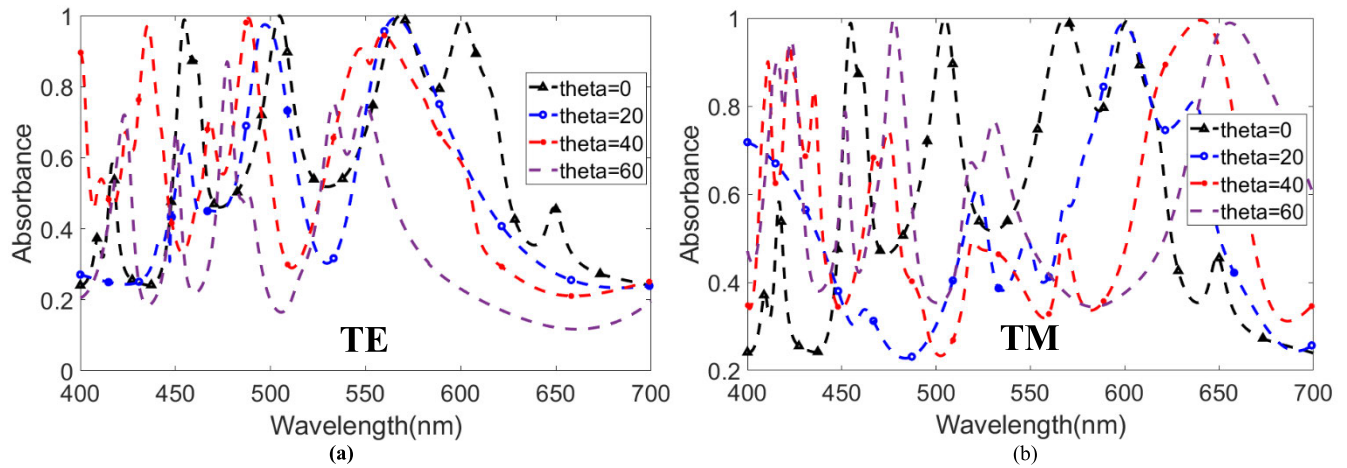 1
0.8
0.6
0.4
0.2
0
Absorbance
400
450
500
550
600
650
700
Wavelength(nm)
theta=0
theta=20
theta=40
theta=60
TE
(a)
1
0.8
0.6
0.4
0.2
Absorbance
400
450
500
550
600
650
700
Wavelength(nm)
theta=0
theta=20
theta=40
theta=60
TM
(b)